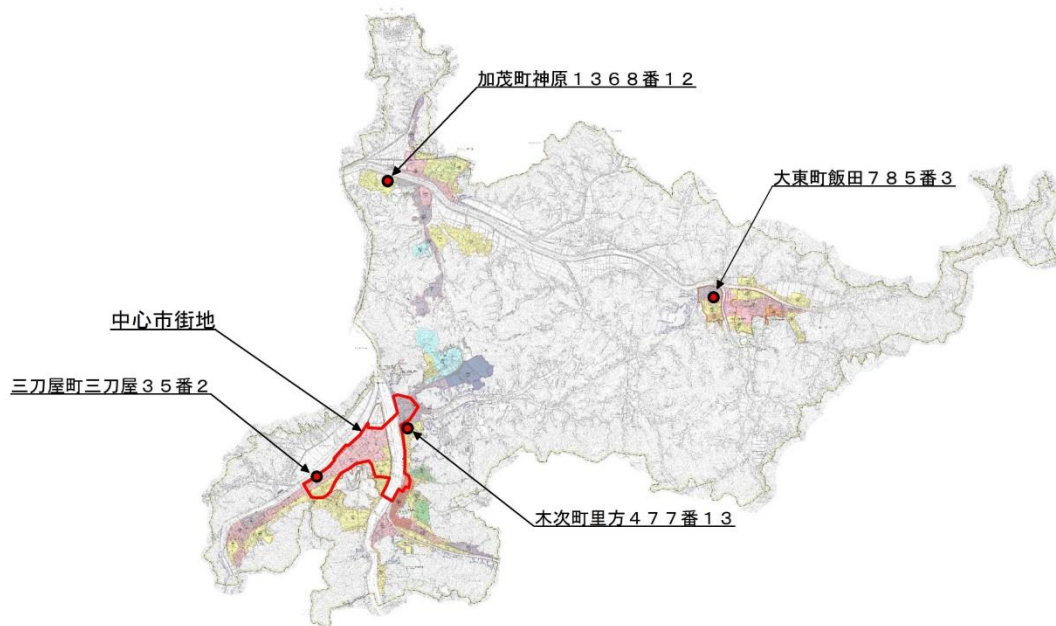 加茂町神原１３６８番１２
大東町飯田７８５番３
中心市街地
三刀屋町三刀屋３５番２
木次町里方４７７番１３